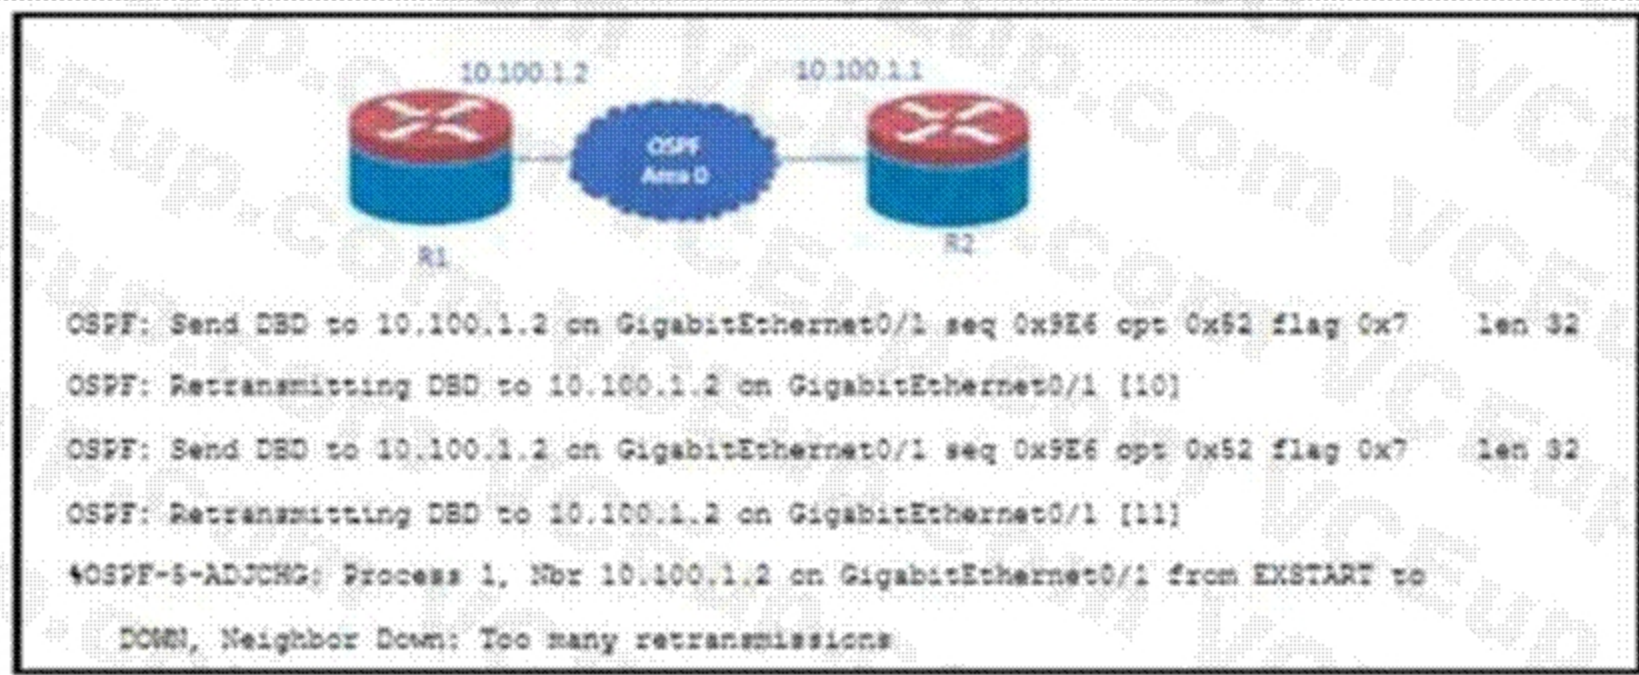 10.100.1.2 10.100.1.1
OSPF
Area 0
R1 R2
OSPF: Send DBD to 10.100.1.2 on GigabitEthernet0/1 seq 0x9E6 opt 0x52 flag 0x7 len 32
OSPF: Retransmitting DBD to 10.100.1.2 on GigabitEthernet0/1 [10]
OSPF: Send DBD to 10.100.1.2 on GigabitEthernet0/1 seq 0x9E6 opt 0x52 flag 0x7 len 32
OSPF: Retransmitting DBD to 10.100.1.2 on GigabitEthernet0/1 [11]
%OSPF-5-ADJCHG: Process 1, Nbr 10.100.1.2 on GigabitEthernet0/1 from EXSTART to
DOWN, Neighbor Down: Too many retransmissions